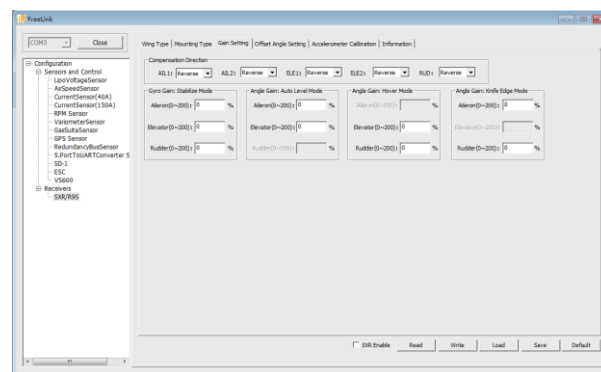 FreeLink
COM3 Close
Configuration
Sensors and Control
LipoVoltageSensor
AirSpeedSensor
CurrentSensor(40A)
CurrentSensor(150A)
RPM Sensor
VariometerSensor
GasSuiteSensor
GPS Sensor
RedundancyBusSensor
S.PortToUARTConverter S
SD-1
ESC
VS600
Receivers
SXR/R9S
Wing Type Mounting Type Gain Setting Offset Angle Setting Accelerometer Calibration Information
Compensation Direction
AIL1: Reverse AIL2: Reverse ELE1: Reverse ELE2: Reverse RUD: Reverse
Gyro Gain: Stabilize Mode
Aileron(0~200): 0 %
Elevator(0~200): 0 %
Rudder(0~200): 0 %
Angle Gain: Auto Level Mode
Aileron(0~200): 0 %
Elevator(0~200): 0 %
Rudder(0~200): %
Angle Gain: Hover Mode
Aileron(0~200): %
Elevator(0~200): 0 %
Rudder(0~200): 0 %
Angle Gain: Knife Edge Mode
Aileron(0~200): 0 %
Elevator(0~200): %
Rudder(0~200): 0 %
SXR Enable Read Write Load Save Default